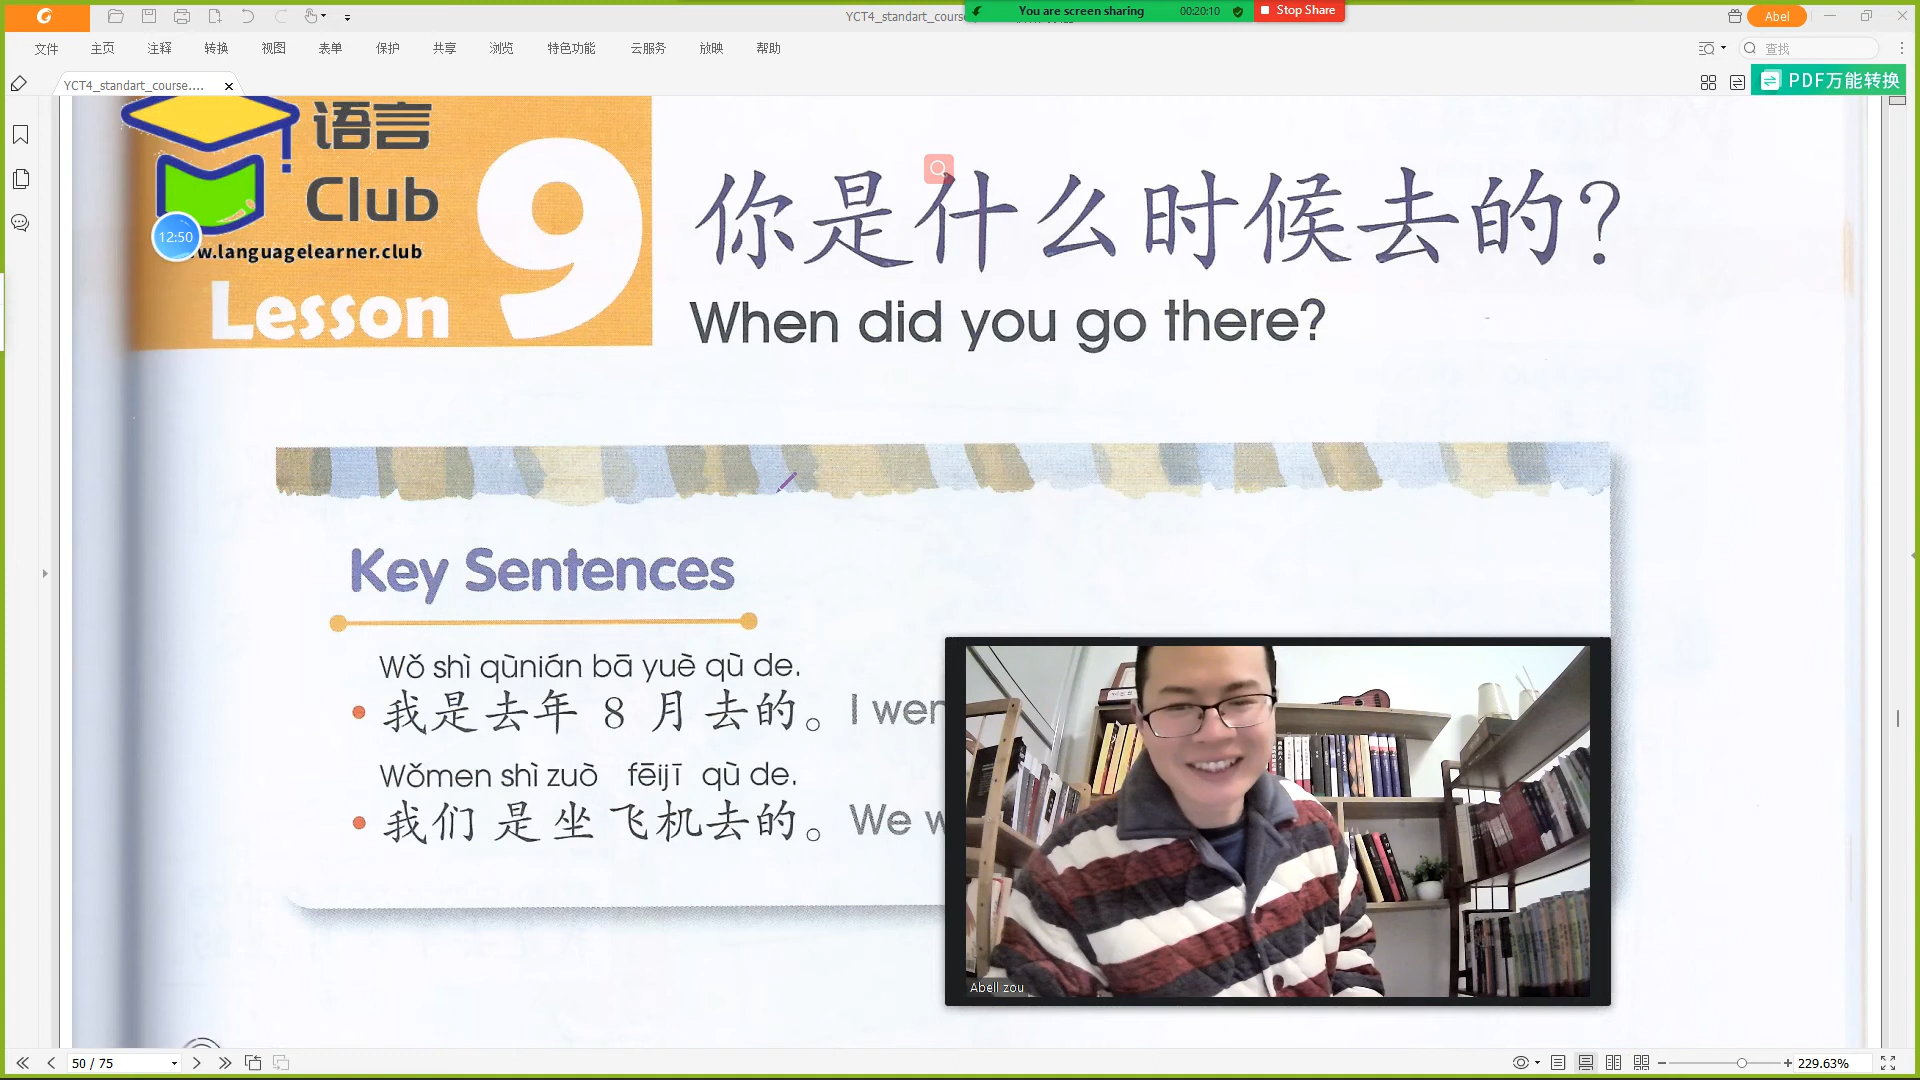 YCT4_standart_cours
You are screen sharing
00:20:10
Stop Share
Abel
文件
主页
注释
转换
视图
表单
保护
共享
浏览
特色功能
云服务
放映
帮助
查找
YCT4_standart_course....
PDF万能转换
语言
Club
12:50
w.languagelearner.club
Lesson 9
你是什么时候去的?
When did you go there?
Key Sentences
Wǒ shì qùnián bā yuè qù de.
我是去年 8 月去的。 I wen
Wǒmen shì zuò fēijī qù de.
我们是坐飞机去的。 We w
Abell zou
50 / 75
229.63%